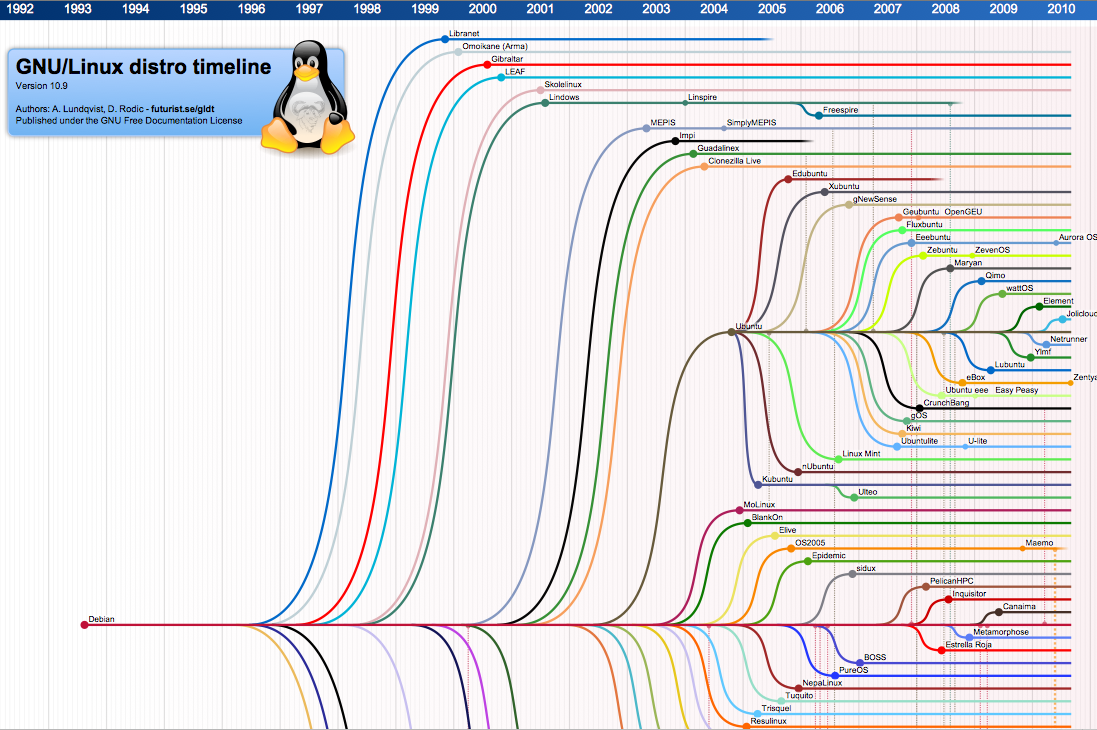 1992 1993 1994 1995 1996 1997 1998 1999 2000 2001 2002 2003 2004 2005 2006 2007 2008 2009 2010
GNU/Linux distro timeline
Version 10.9
Authors: A. Lundqvist, D. Rodic - futurist.se/gldt
Published under the GNU Free Documentation License
Libranet
Omoikane (Arma)
Gibraltar
LEAF
Skolelinux
Lindows Linspire
Freespire
MEPIS SimplyMEPIS
Impi
Guadalinex
Clonezilla Live
Edubuntu
Xubuntu
gNewSense
Geubuntu OpenGEU
Fluxbuntu
Eeebuntu Aurora OS
Zebuntu ZevenOS
Maryan
Qimo
wattOS
Element
Jolicloud
Ubuntu
Netrunner
Ylmf
Lubuntu
eBox Zentya
Ubuntu eee Easy Peasy
CrunchBang
gOS
Kiwi
Ubuntulite U-lite
Linux Mint
nUbuntu
Kubuntu
Ulteo
MoLinux
BlankOn
Elive
OS2005 Maemo
Epidemic
sidux
PelicanHPC
Inquisitor
Canaima
Debian
Metamorphose
Estrella Roja
BOSS
PureOS
NepaLinux
Tuquito
Trisquel
Resulinux